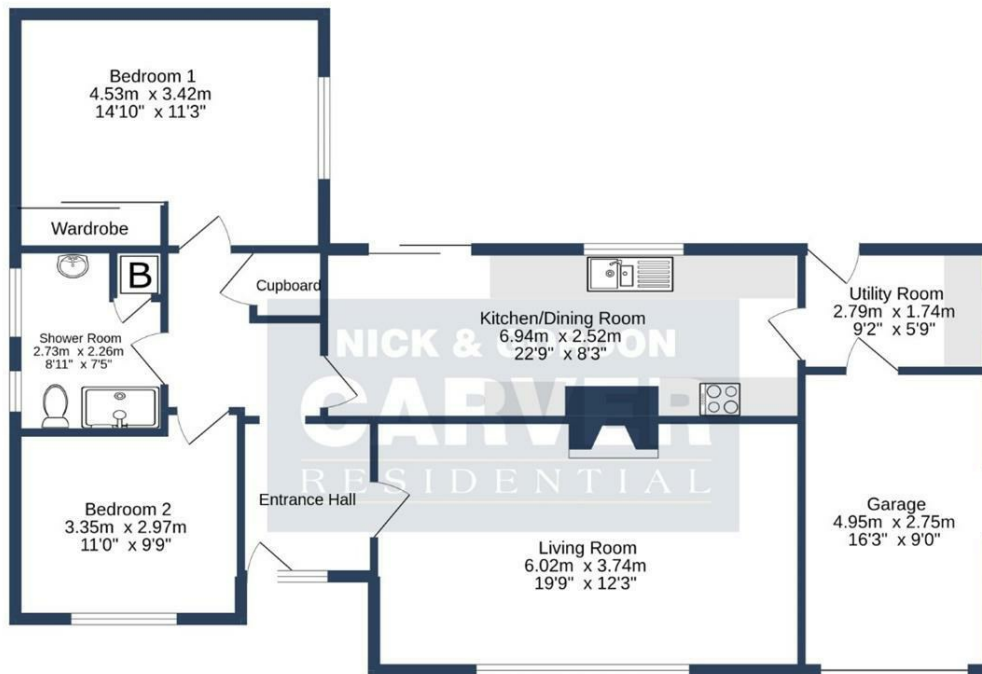 Bedroom 1
4.53m x 3.42m
14'10" x 11'3"
Wardrobe
B
Cupboard
Shower Room
2.73m x 2.26m
8'11" x 7'5"
Kitchen/Dining Room
6.94m x 2.52m
22'9" x 8'3"
Utility Room
2.79m x 1.74m
9'2" x 5'9"
NICK & GORDON
CARVER
RESIDENTIAL
Bedroom 2
3.35m x 2.97m
11'0" x 9'9"
Entrance Hall
Living Room
6.02m x 3.74m
19'9" x 12'3"
Garage
4.95m x 2.75m
16'3" x 9'0"